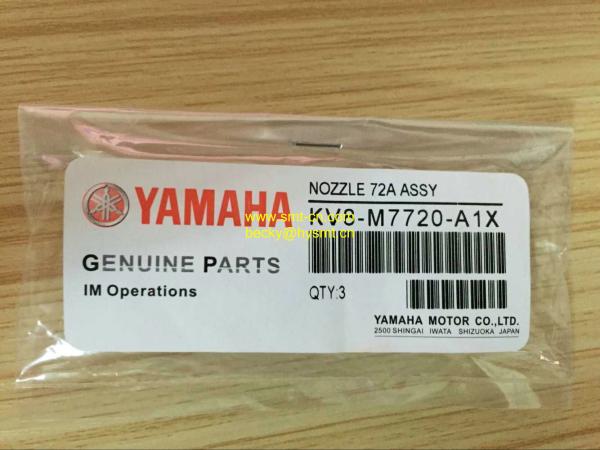 YAMAHA
GENUINE PARTS
IM Operations
NOZZLE 72A ASSY
KV8-M7720-A1X
QTY:3
YAMAHA MOTOR CO.,LTD.
2500 SHINGAI IWATA SHIZUOKA JAPAN
www.smt-cn.com
becky@hysmt.cn